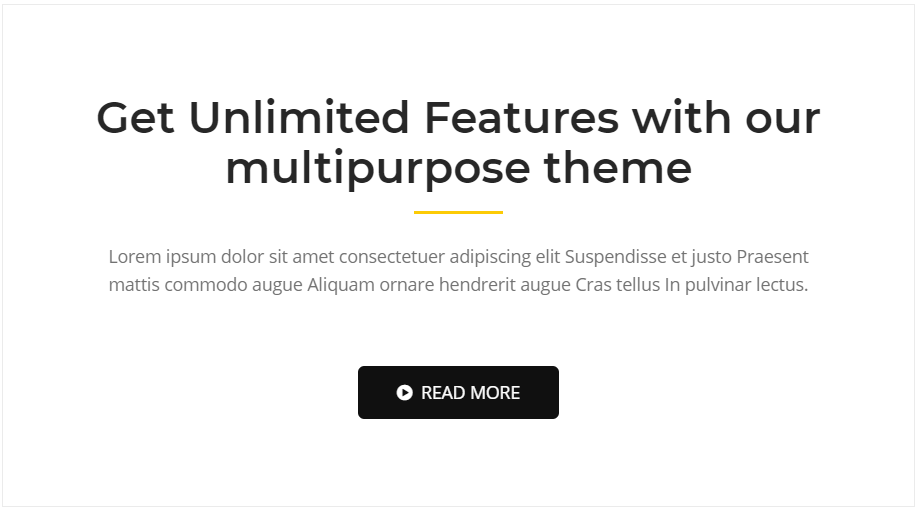 Get Unlimited Features with our
multipurpose theme
Lorem ipsum dolor sit amet consectetuer adipiscing elit Suspendisse et justo Praesent
mattis commodo augue Aliquam ornare hendrerit augue Cras tellus In pulvinar lectus.
READ MORE